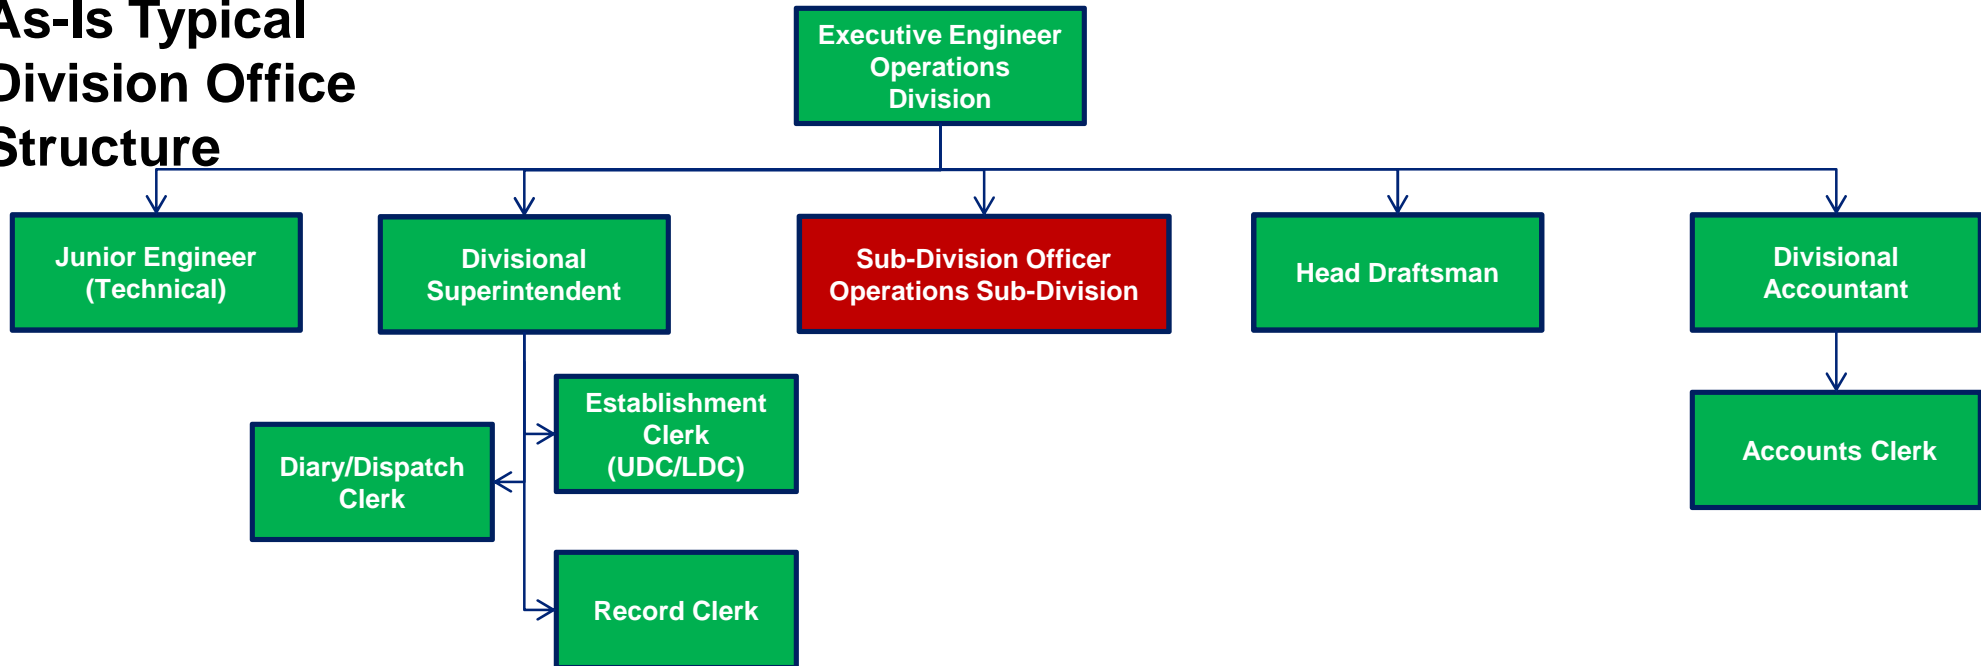 As-Is Typical
Division Office
Structure
Executive Engineer
Operations
Division
Junior Engineer
(Technical)
Divisional
Superintendent
Sub-Division Officer
Operations Sub-Division
Head Draftsman
Divisional
Accountant
Establishment
Clerk
(UDC/LDC)
Diary/Dispatch
Clerk
Accounts Clerk
Record Clerk